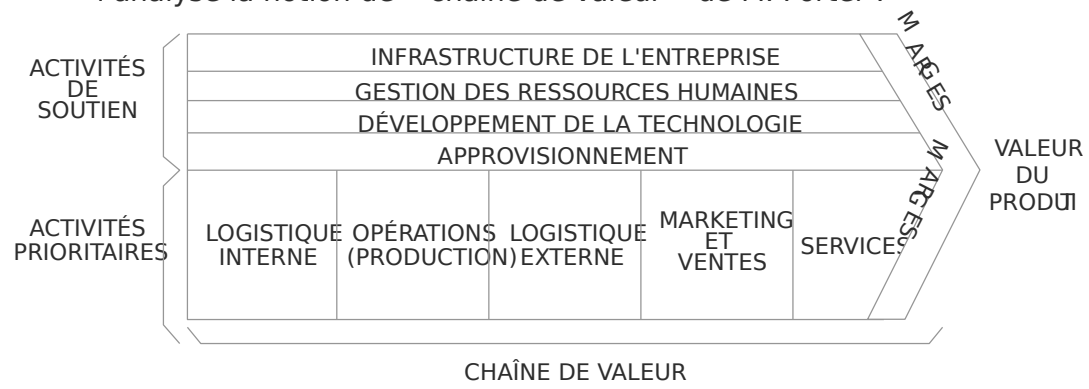 l'analyse la notion de « chaîne de valeur » de M. Porter :
ACTIVITÉS
DE
SOUTIEN
INFRASTRUCTURE DE L'ENTREPRISE
GESTION DES RESSOURCES HUMAINES
DÉVELOPPEMENT DE LA TECHNOLOGIE
APPROVISIONNEMENT
MARGES
VALEUR
DU
PRODUTI
ACTIVITÉS
PRIORITAIRES
LOGISTIQUE
INTERNE
OPÉRATIONS
(PRODUCTION)
LOGISTIQUE
EXTERNE
MARKETING
ET
VENTES
SERVICES
MARGES
CHAÎNE DE VALEUR